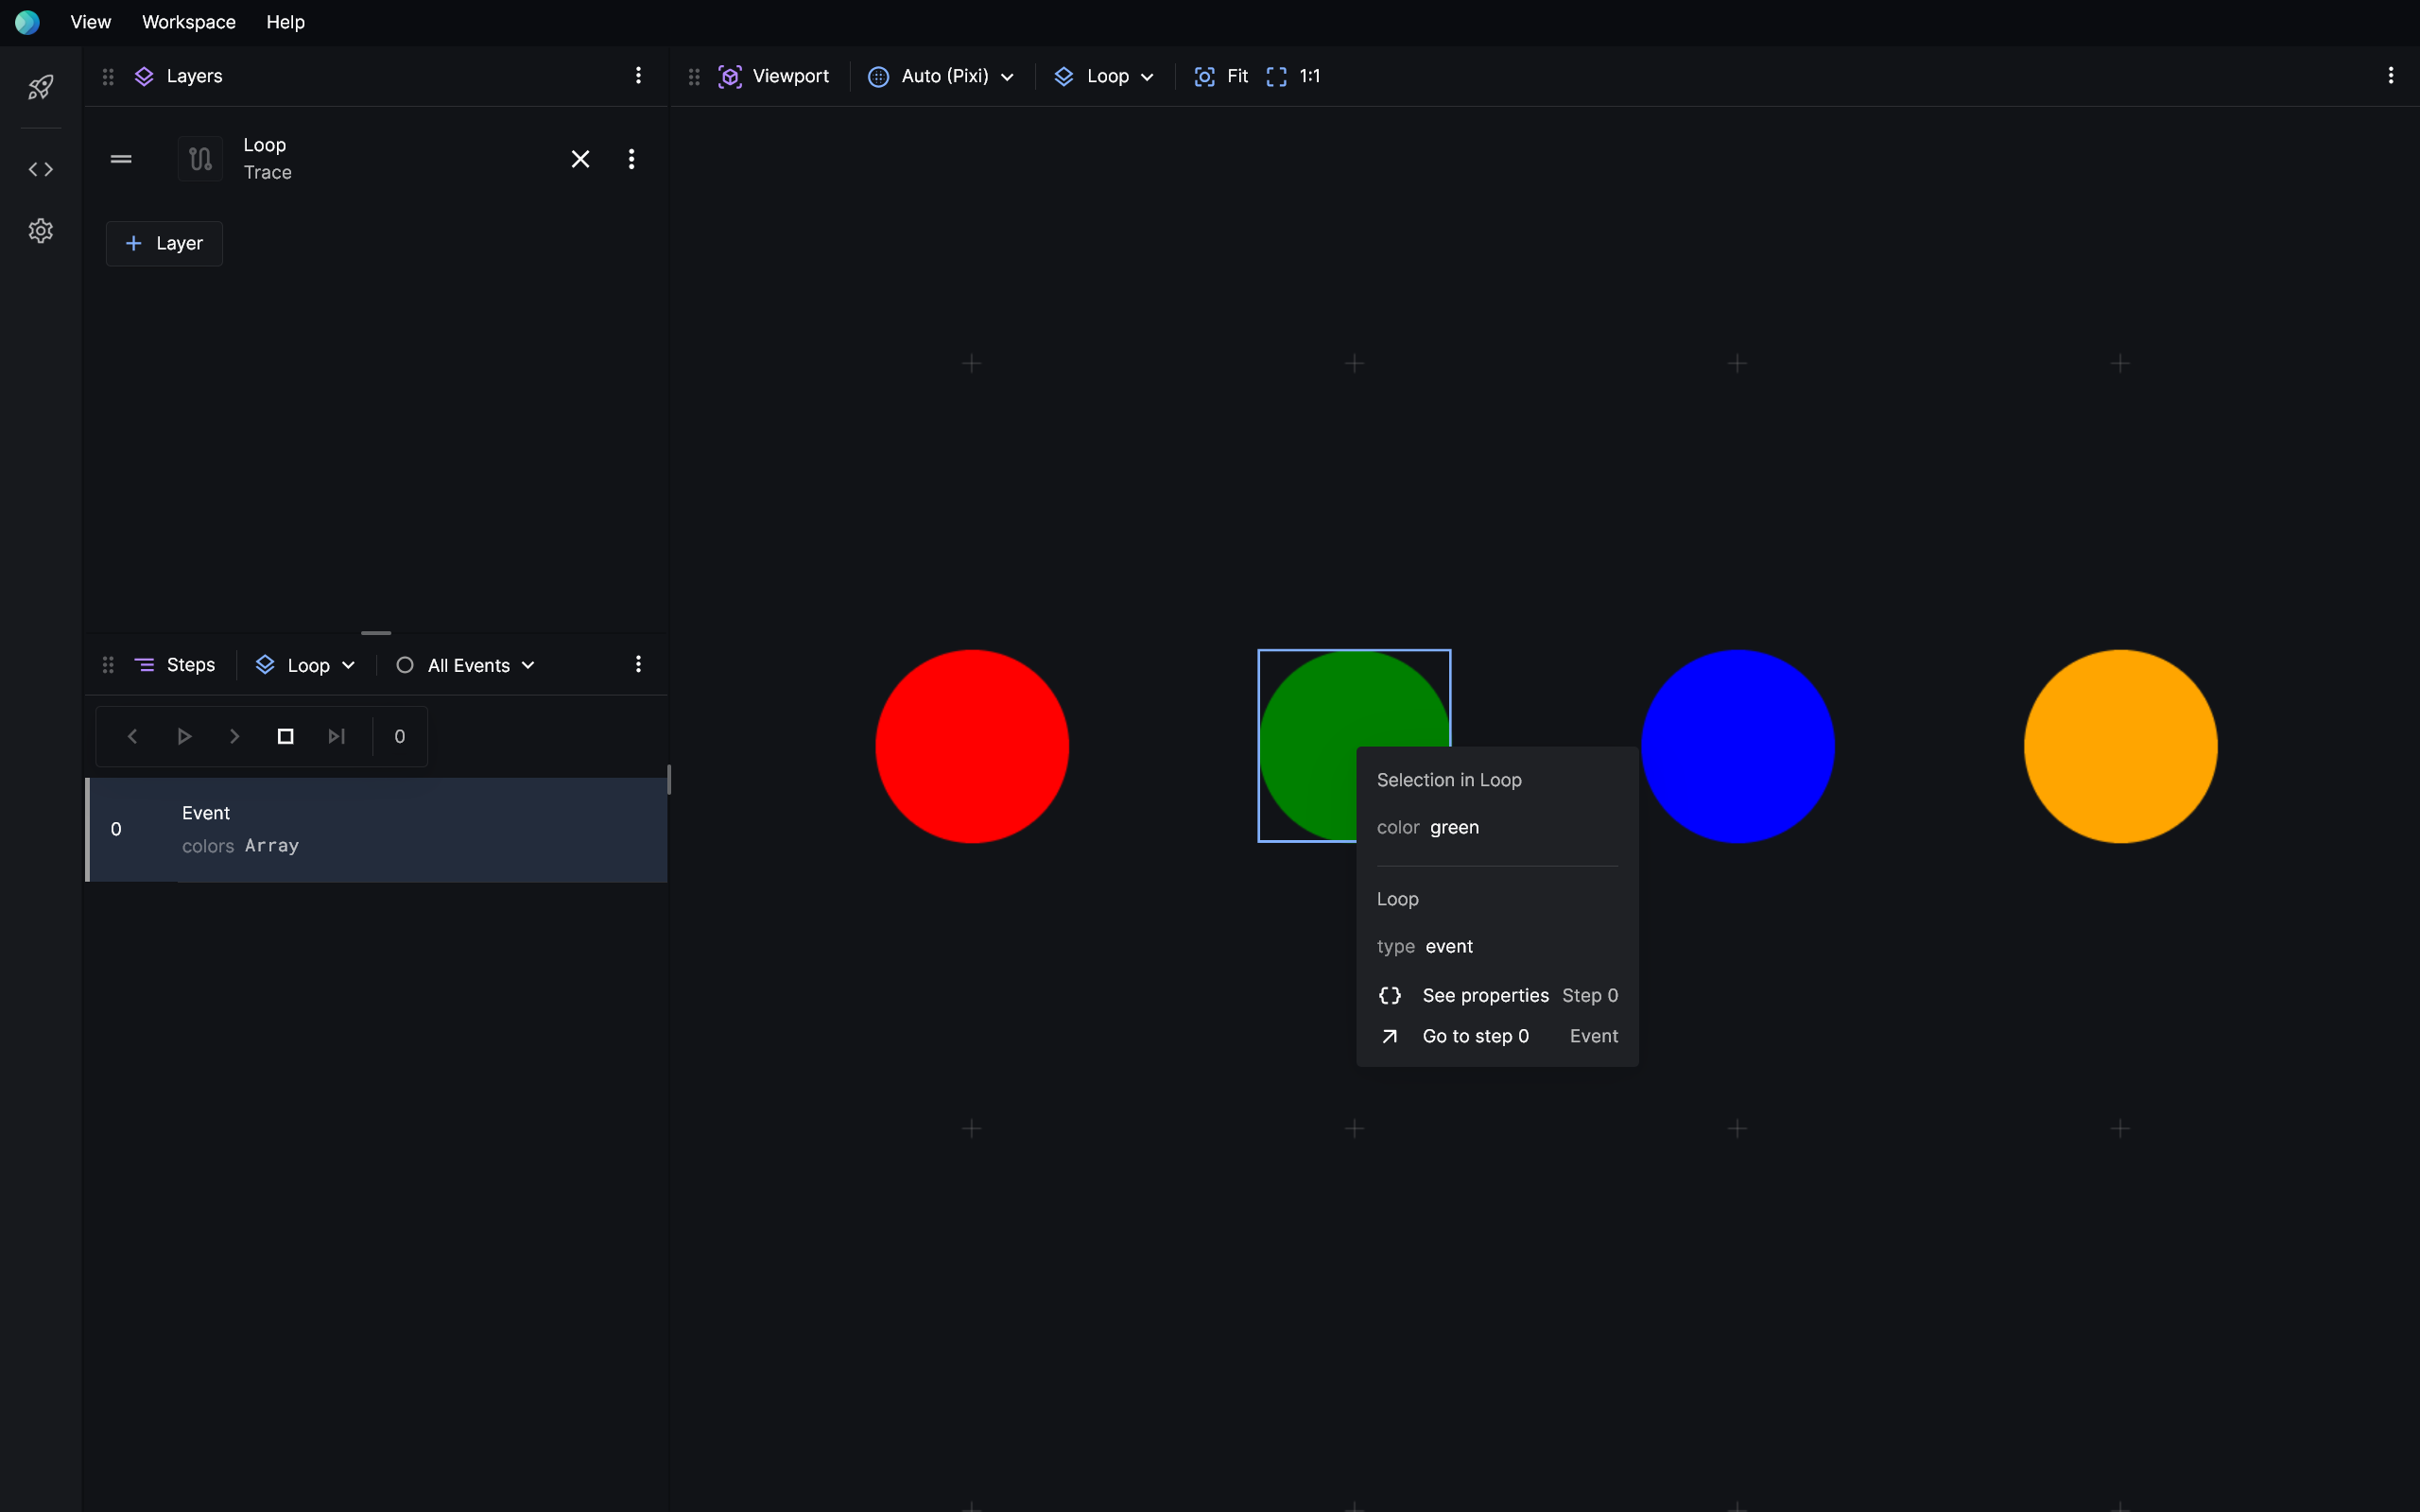 View Workspace Help
Layers
Viewport Auto (Pixi) Loop Fit 1:1
Loop
Trace
Layer
Steps Loop All Events
0
0
Event
colors Array
Selection in Loop
color green
Loop
type event
See properties Step 0
Go to step 0 Event